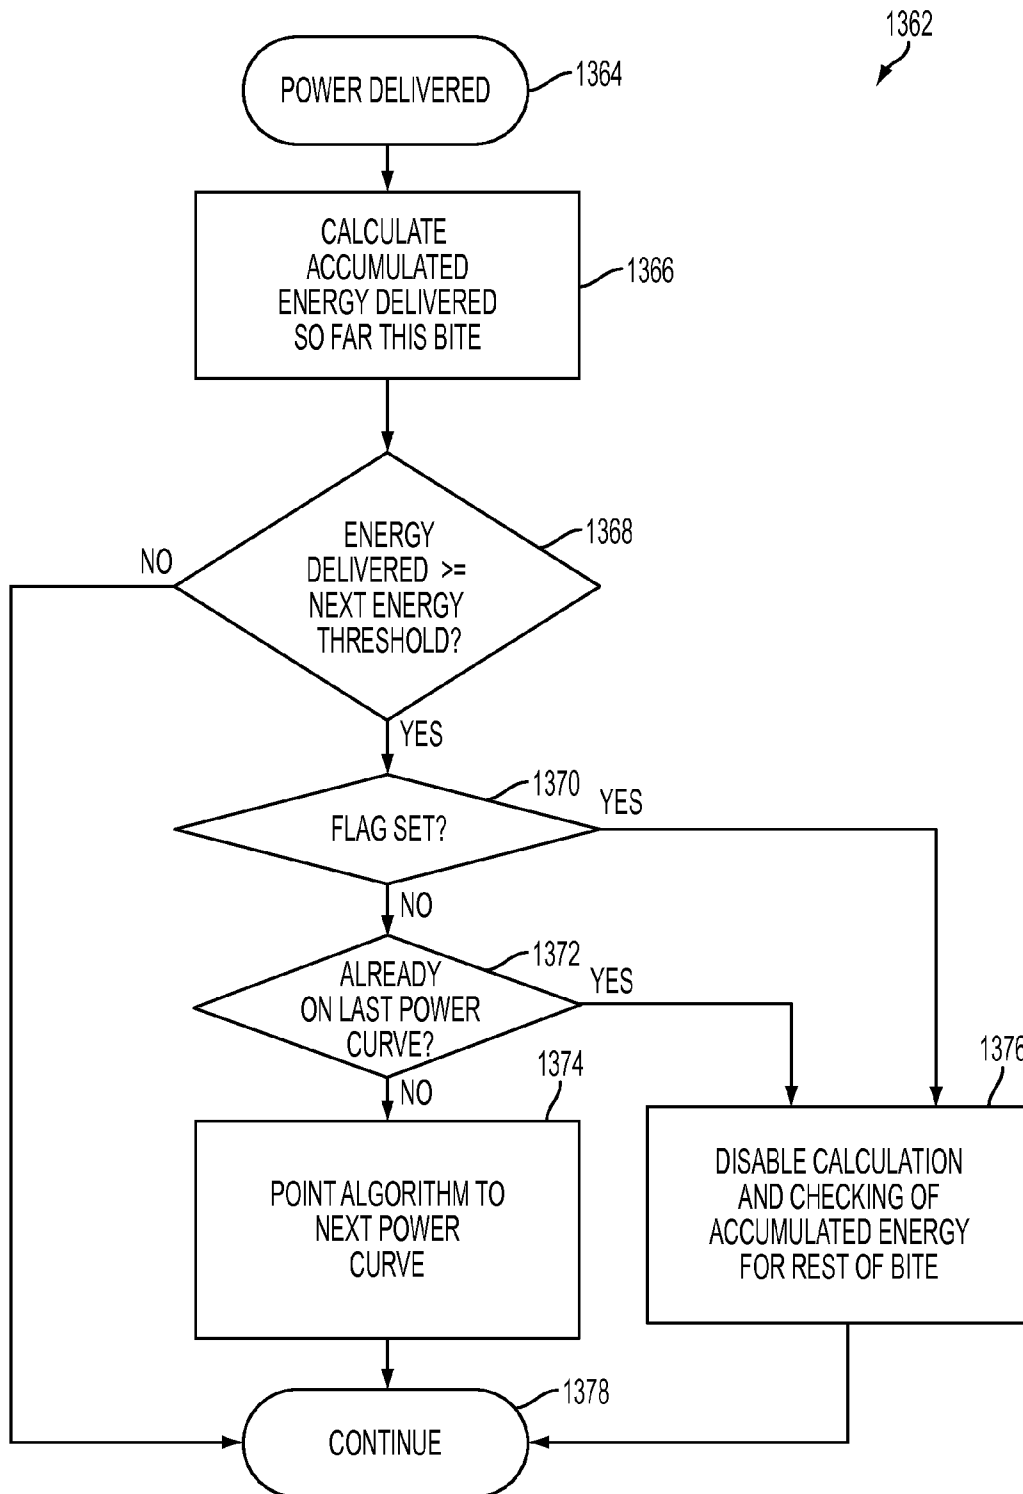 1362
POWER DELIVERED
1364
CALCULATE
ACCUMULATED
ENERGY DELIVERED
SO FAR THIS BITE
1366
ENERGY
DELIVERED >=
NEXT ENERGY
THRESHOLD?
1368
NO
YES
FLAG SET?
1370
YES
NO
ALREADY
ON LAST POWER
CURVE?
1372
YES
NO
POINT ALGORITHM TO
NEXT POWER
CURVE
1374
DISABLE CALCULATION
AND CHECKING OF
ACCUMULATED ENERGY
FOR REST OF BITE
1376
CONTINUE
1378